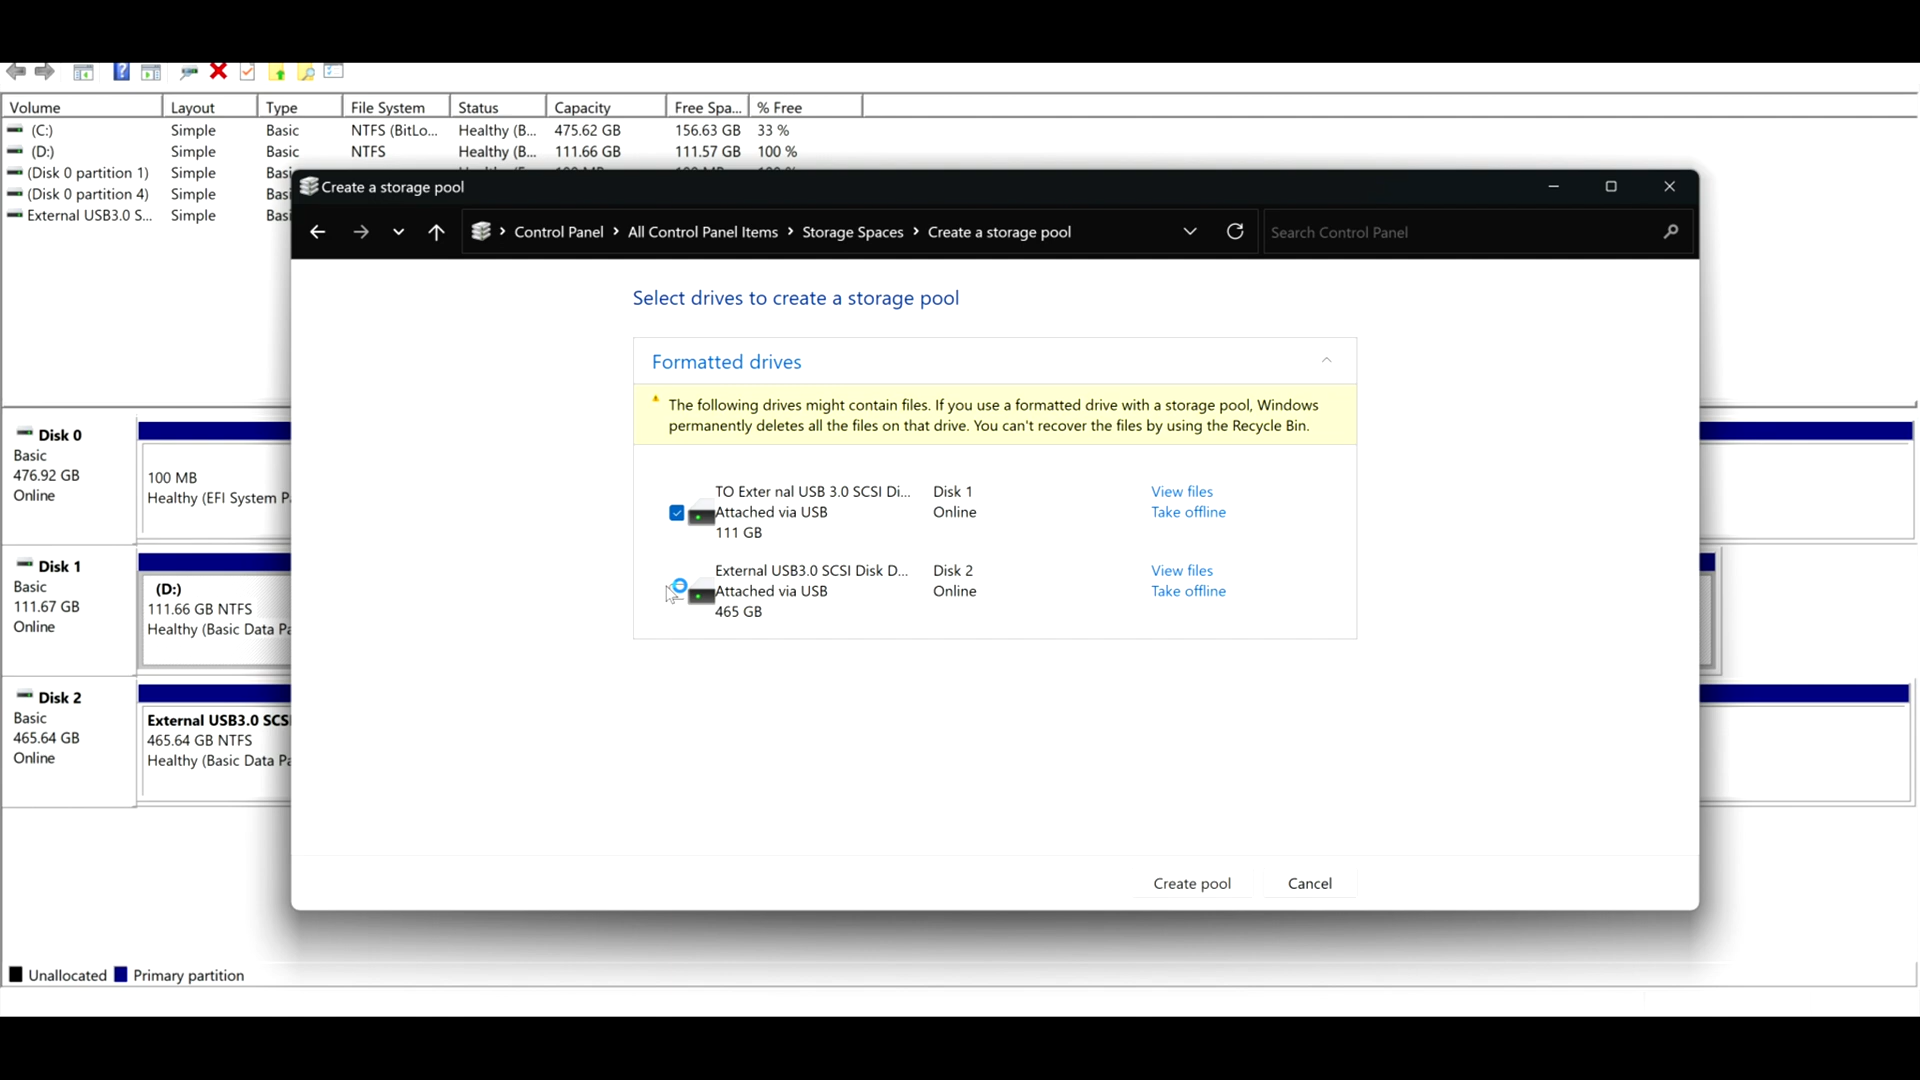 Volume Layout Type File System Status Capacity Free Spa... % Free
(C:) Simple Basic NTFS (BitLo... Healthy (B... 475.62 GB 156.63 GB 33 %
(D:) Simple Basic NTFS Healthy (B... 111.66 GB 111.57 GB 100 %
(Disk 0 partition 1) Simple Basi
(Disk 0 partition 4) Simple Basi
External USB3.0 S... Simple Basi
Create a storage pool
Control Panel › All Control Panel Items › Storage Spaces › Create a storage pool
Search Control Panel
Select drives to create a storage pool
Formatted drives
The following drives might contain files. If you use a formatted drive with a storage pool, Windows
permanently deletes all the files on that drive. You can't recover the files by using the Recycle Bin.
TO Exter nal USB 3.0 SCSI Di... Disk 1 View files
Attached via USB Online Take offline
111 GB
External USB3.0 SCSI Disk D... Disk 2 View files
Attached via USB Online Take offline
465 GB
Create pool Cancel
Disk 0
Basic
476.92 GB
Online
100 MB
Healthy (EFI System P
Disk 1
Basic
111.67 GB
Online
(D:)
111.66 GB NTFS
Healthy (Basic Data Pa
Disk 2
Basic
465.64 GB
Online
External USB3.0 SCSI
465.64 GB NTFS
Healthy (Basic Data Pa
Unallocated Primary partition